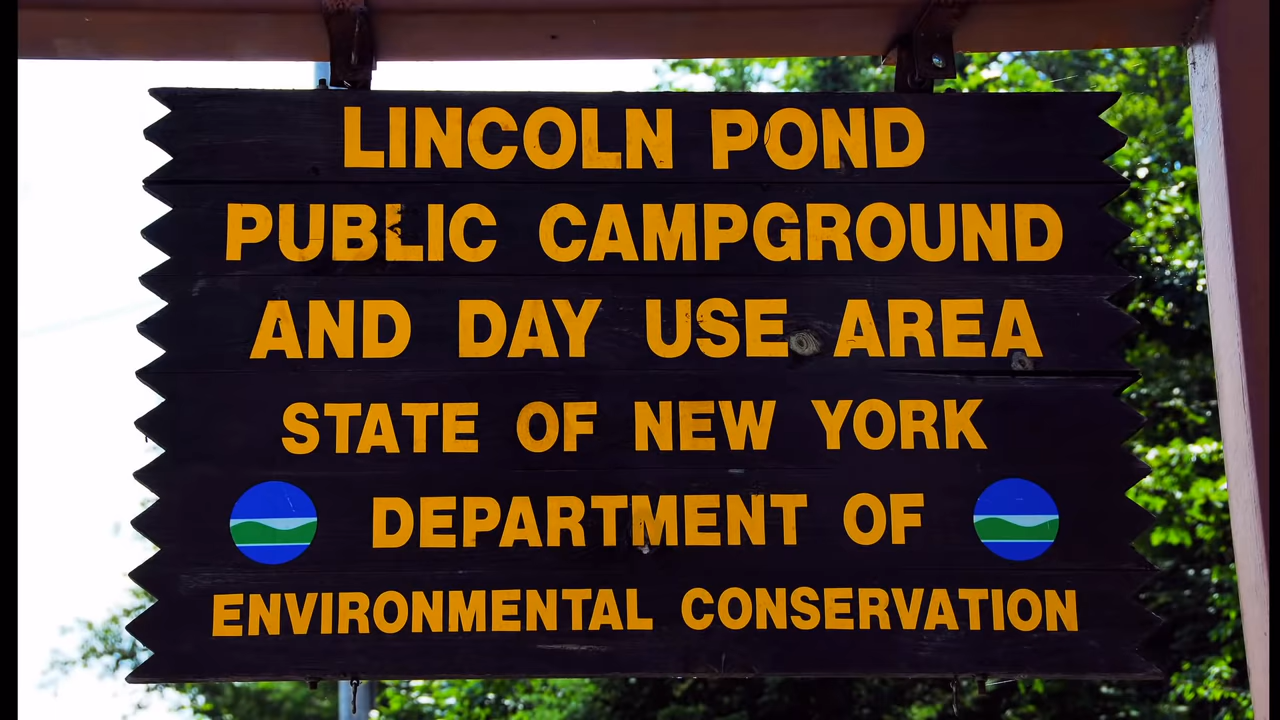 LINCOLN POND
PUBLIC CAMPGROUND
AND DAY USE AREA
STATE OF NEW YORK
DEPARTMENT OF
ENVIRONMENTAL CONSERVATION